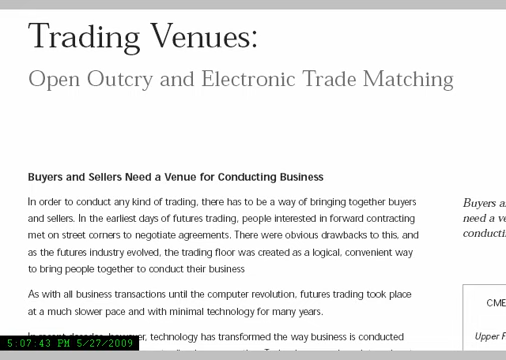 Trading Venues:
Open Outcry and Electronic Trade Matching
Buyers and Sellers Need a Venue for Conducting Business
In order to conduct any kind of trading, there has to be a way of bringing together buyers
and sellers. In the earliest days of futures trading, people interested in forward contracting
met on street corners to negotiate agreements. There were obvious drawbacks to this, and
as the futures industry evolved, the trading floor was created as a logical, convenient way
to bring people together to conduct their business
As with all business transactions until the computer revolution, futures trading took place
at a much slower pace and with minimal technology for many years.
technology has transformed the way business is conducted
Buyers
need a
CME
Upper
5:07:43 PM 5/27/2009